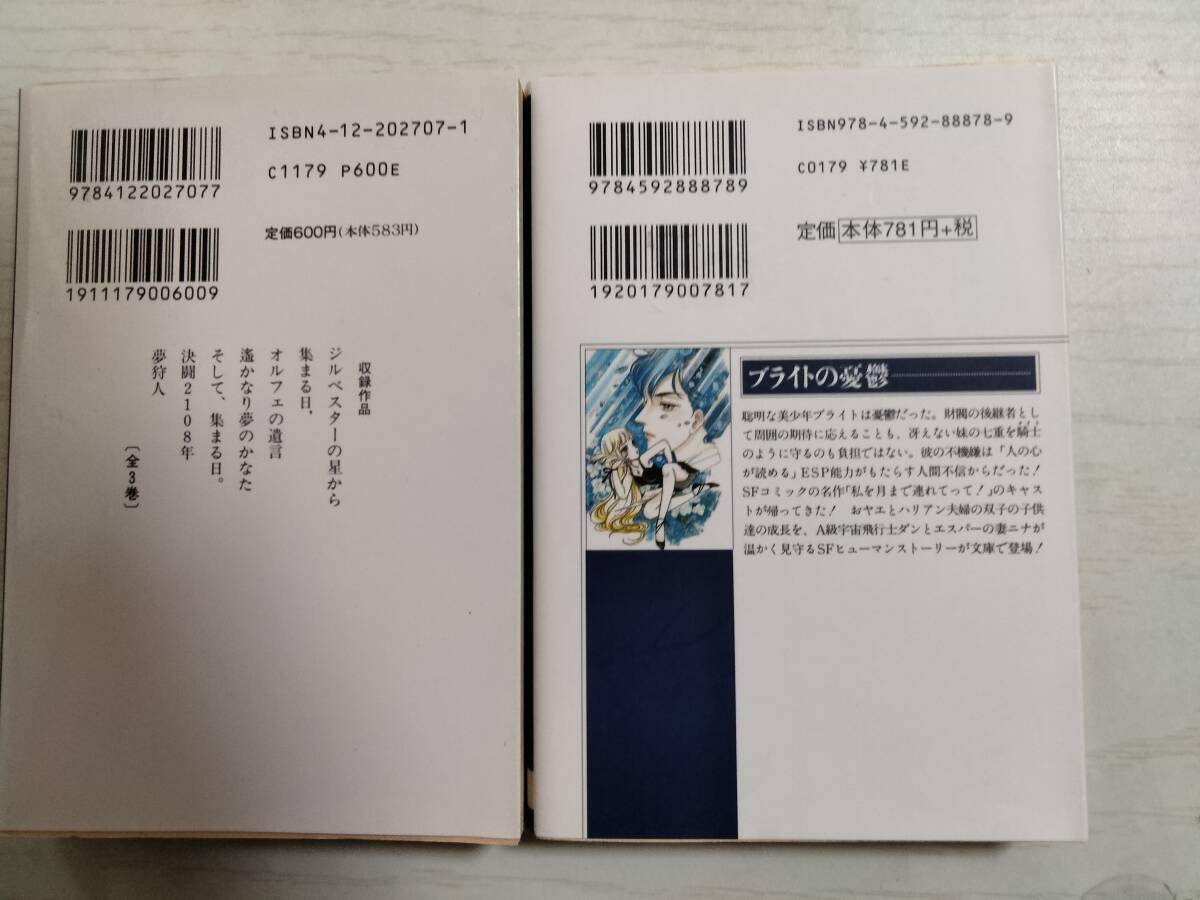 ISBN4-12-202707-1
9784122027077
C1179 P600E
定価600円(本体583円)
1911179006009
収録作品
ジルベスターの星から
集まる日、
オルフェの遺言
遙かなり夢のかなた
そして、集まる日。
決闘2108年
夢狩人
〔全3巻〕
ISBN978-4-592-88878-9
9784592888789
C0179 ¥781E
定価 本体781円+税
1920179007817
ブライトの憂鬱
聡明な美少年ブライトは憂鬱だった。財閥の後継者とし
て周囲の期待に応えることも、冴えない妹の七重を騎士
のように守るのも負担ではない。彼の不機嫌は「人の心
が読める」ESP能力がもたらす人間不信からだった!
SFコミックの名作「私を月まで連れてって!」のキャス
トが帰ってきた! おヤエとハリアン夫婦の双子の子供
達の成長を、A級宇宙飛行士ダンとエスパーの妻ニナが
温かく見守るSFヒューマンストーリーが文庫で登場!